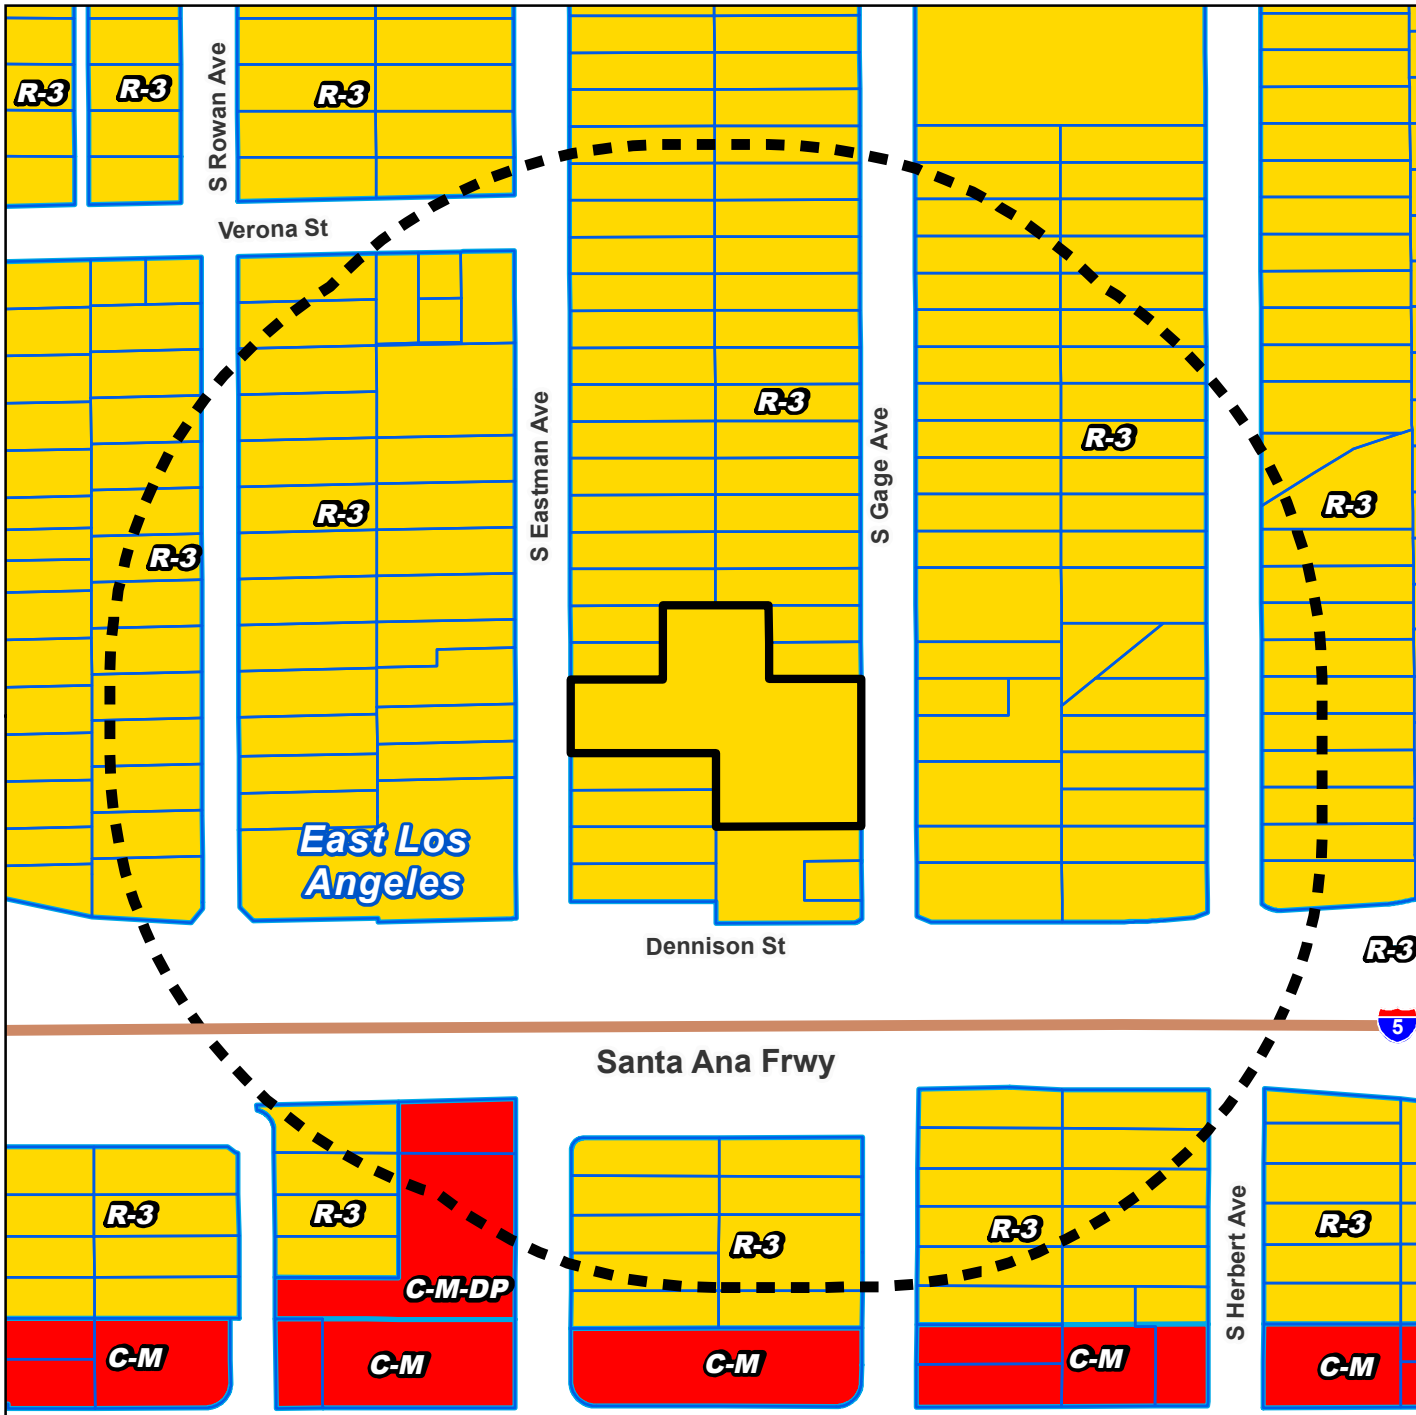 R-3
R-3
S Rowan Ave
R-3
Verona St
R-3
S Eastman Ave
S Gage Ave
R-3
R-3
R-3
R-3
East Los
Angeles
Dennison St
R-3
5
Santa Ana Frwy
R-3
R-3
R-3
R-3
S Herbert Ave
R-3
C-M-DP
C-M
C-M
C-M
C-M
C-M
R-3